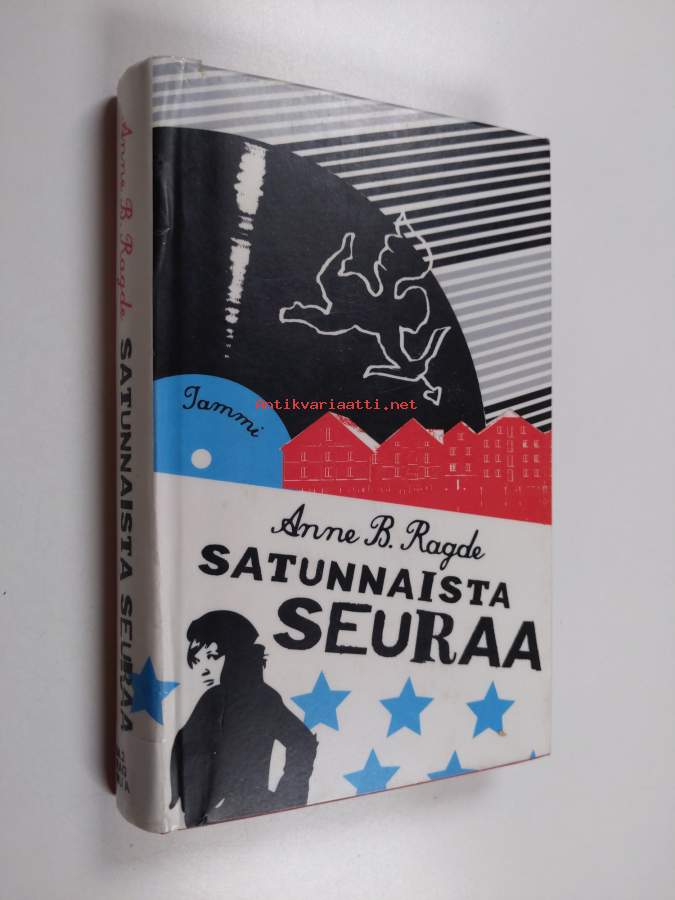 Anne B. Ragde SATUNNAISTA SEURAA
Tammi
antikvariaatti.net
Anne B. Ragde
SATUNNAISTA
SEURAA